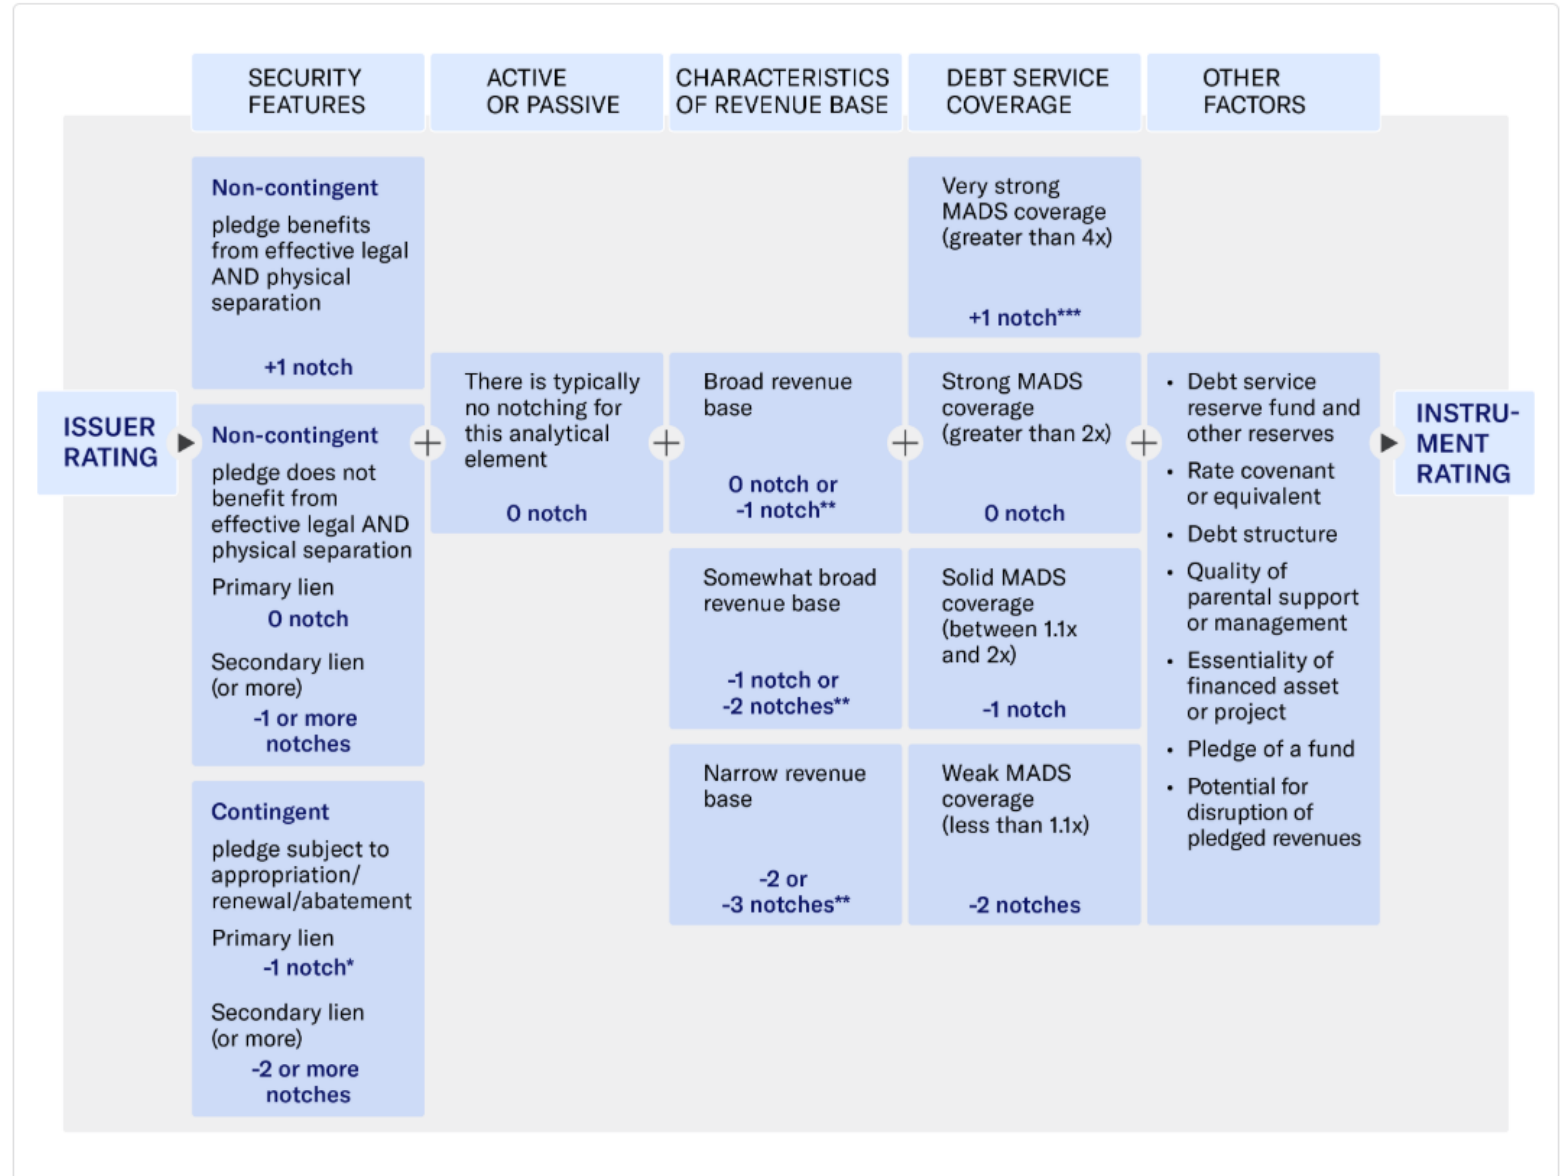 SECURITY
FEATURES
ACTIVE
OR PASSIVE
CHARACTERISTICS
OF REVENUE BASE
DEBT SERVICE
COVERAGE
OTHER
FACTORS
ISSUER
RATING
Non-contingent
pledge benefits
from effective legal
AND physical
separation
+1 notch
Non-contingent
pledge does not
benefit from
effective legal AND
physical separation
Primary lien
0 notch
Secondary lien
(or more)
-1 or more
notches
Contingent
pledge subject to
appropriation/
renewal/abatement
Primary lien
-1 notch*
Secondary lien
(or more)
-2 or more
notches
+
There is typically
no notching for
this analytical
element
0 notch
+
Broad revenue
base
0 notch or
-1 notch**
Somewhat broad
revenue base
-1 notch or
-2 notches**
Narrow revenue
base
-2 or
-3 notches**
+
Very strong
MADS coverage
(greater than 4x)
+1 notch***
Strong MADS
coverage
(greater than 2x)
0 notch
Solid MADS
coverage
(between 1.1x
and 2x)
-1 notch
Weak MADS
coverage
(less than 1.1x)
-2 notches
+
• Debt service
reserve fund and
other reserves
• Rate covenant
or equivalent
• Debt structure
• Quality of
parental support
or management
• Essentiality of
financed asset
or project
• Pledge of a fund
• Potential for
disruption of
pledged revenues
INSTRU-
MENT
RATING